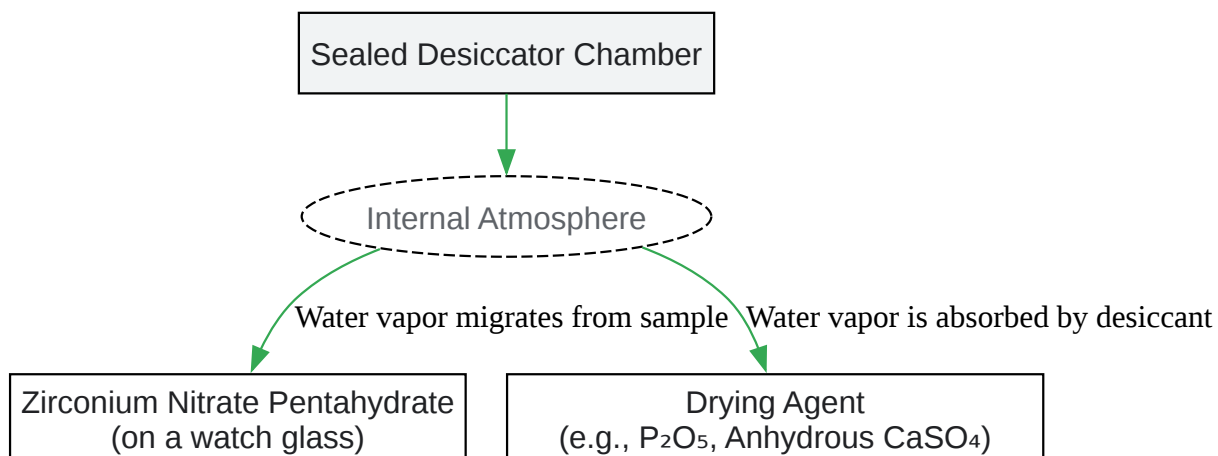 Sealed Desiccator Chamber
Internal Atmosphere
Water vapor migrates from sample
Water vapor is absorbed by desiccant
Zirconium Nitrate Pentahydrate
(on a watch glass)
Drying Agent
(e.g., P₂O₅, Anhydrous CaSO₄)